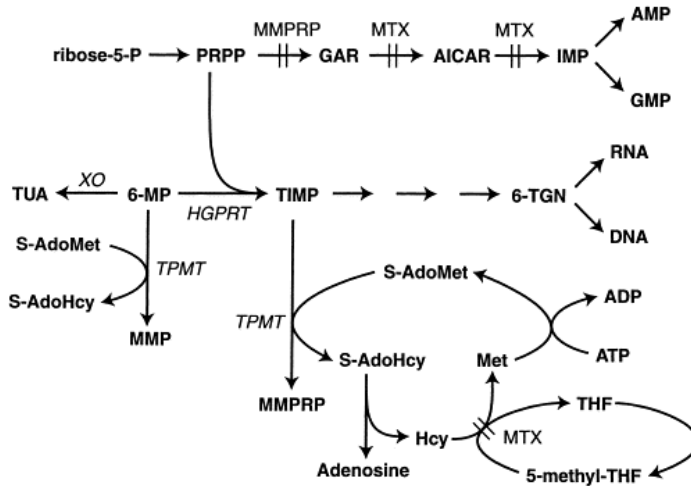 MMPRP MTX MTX AMP
ribose-5-P PRPP GAR AICAR IMP
GMP
RNA
XO
TUA 6-MP TIMP 6-TGN
HGPRT
DNA
S-AdoMet
TPMT
S-AdoHcy
MMP
S-AdoMet
ADP
TPMT
S-AdoHcy Met ATP
MMPRP
THF
Hcy MTX
Adenosine 5-methyl-THF